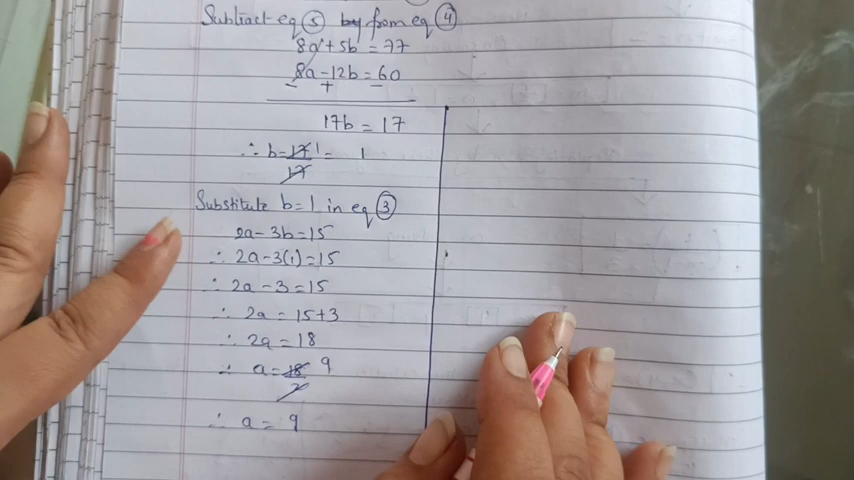 Subtract eq ⑤ from eq ④
8a + 5b = 77
8a - 12b = 60
- + -
17b = 17
∴ b = 17/17 1 = 1
Substitute b = 1 in eq ③
2a - 3b = 15
∴ 2a - 3(1) = 15
∴ 2a - 3 = 15
∴ 2a = 15 + 3
∴ 2a = 18
∴ a = 18/2 9
∴ a = 9